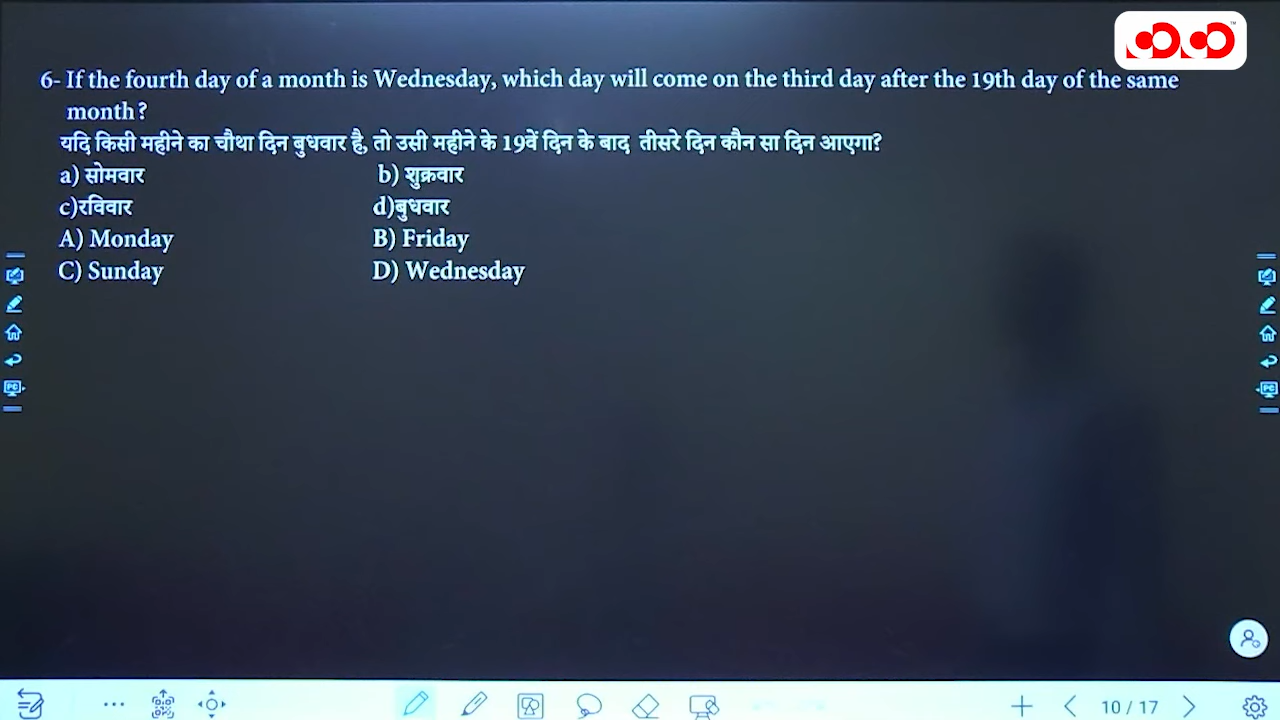 6- If the fourth day of a month is Wednesday, which day will come on the third day after the 19th day of the same
month?
यदि किसी महीने का चौथा दिन बुधवार है, तो उसी महीने के 19वें दिन के बाद तीसरे दिन कौन सा दिन आएगा?
a) सोमवार b) शुक्रवार
c)रविवार d)बुधवार
A) Monday B) Friday
C) Sunday D) Wednesday
PC PC
10 / 17